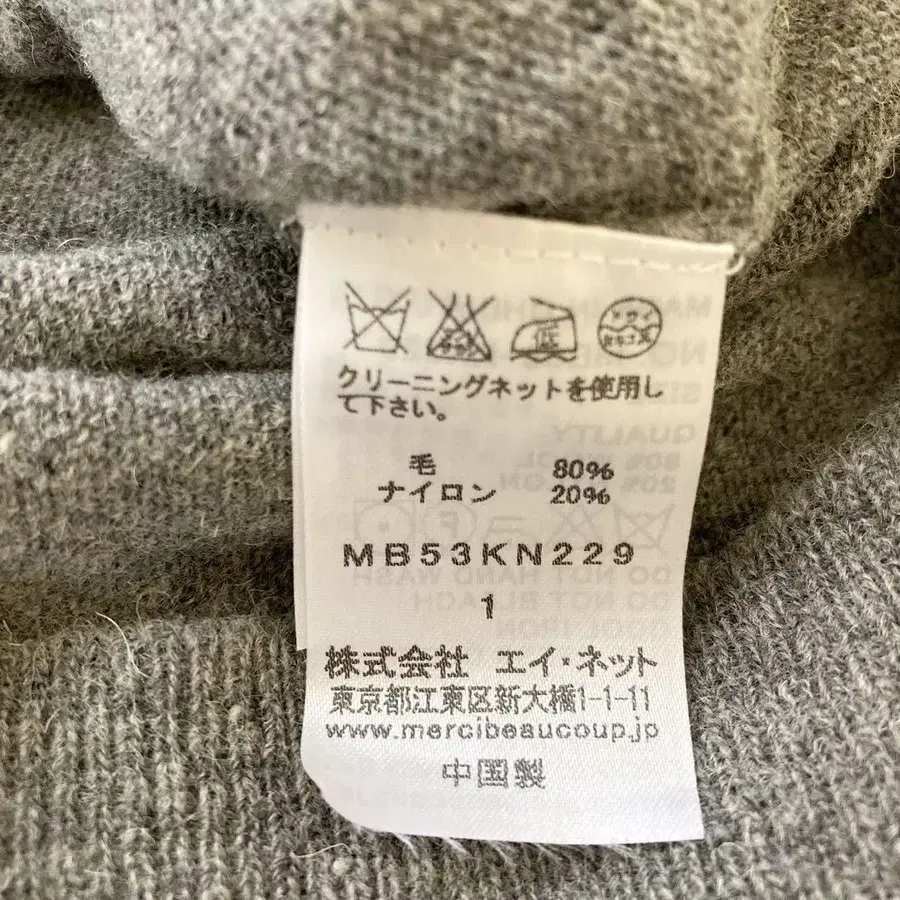 低
クリーニングネットを使用し
て下さい。
毛 80%
ナイロン 20%
MB53KN229
1
株式会社 エイ・ネット
東京都江東区新大橋1-1-11
www.mercibeaucoup.jp
中国製